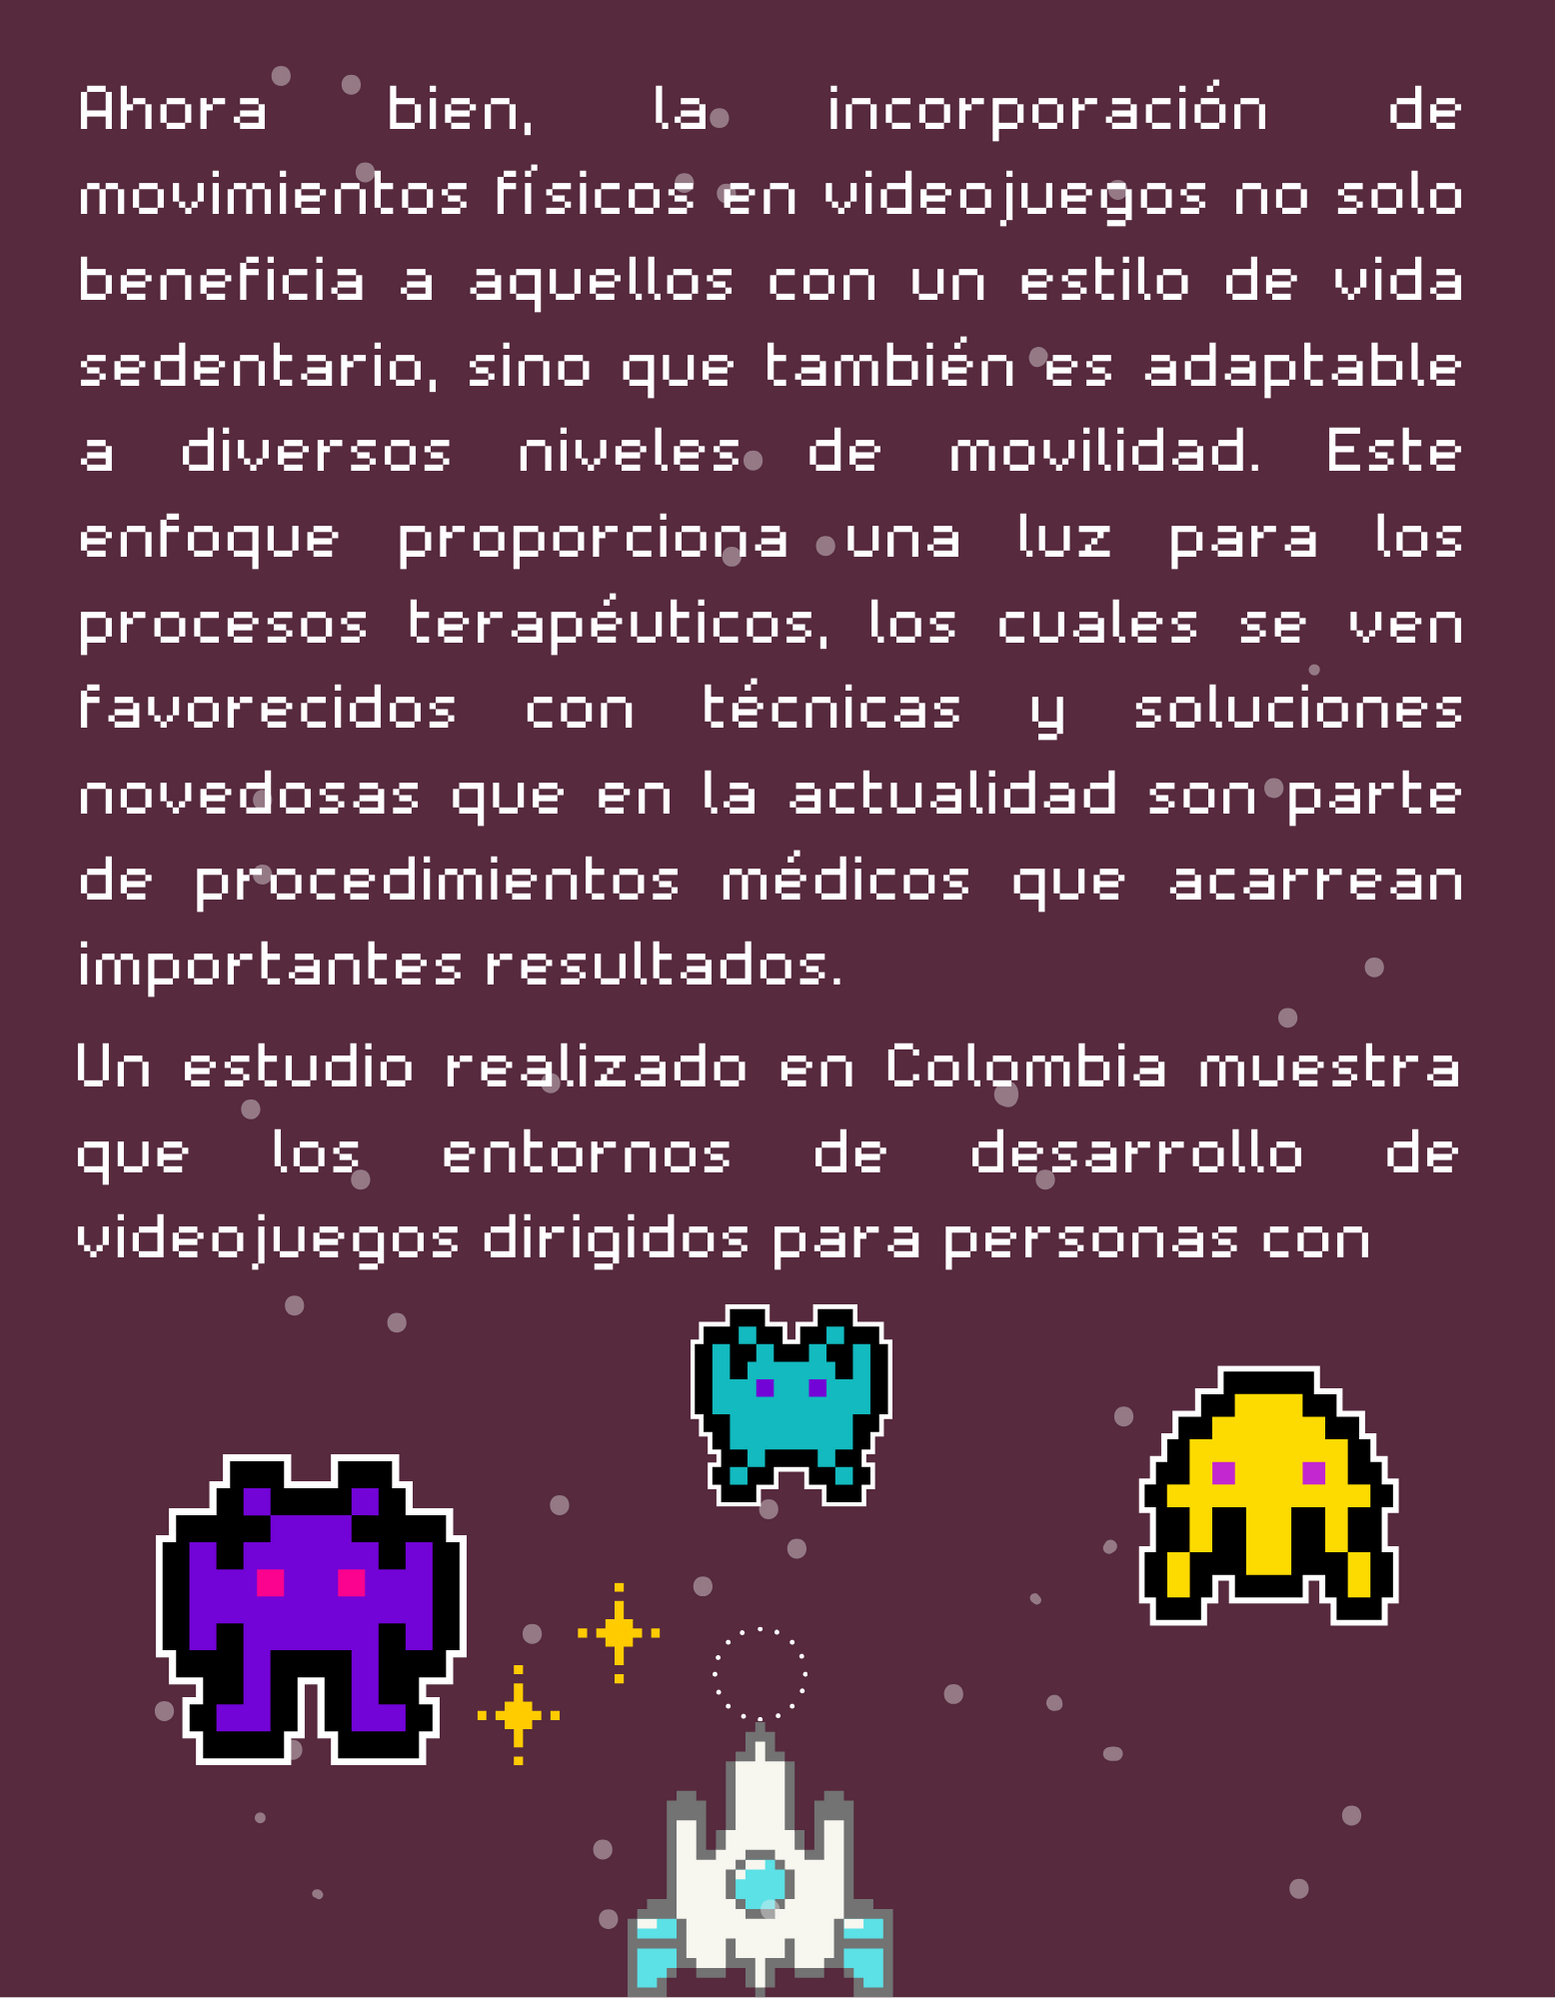 Ahora bien, la incorporación de
movimientos físicos en videojuegos no solo
beneficia a aquellos con un estilo de vida
sedentario, sino que también es adaptable
a diversos niveles de movilidad. Este
enfoque proporciona una luz para los
procesos terapéuticos, los cuales se ven
favorecidos con técnicas y soluciones
novedosas que en la actualidad son parte
de procedimientos médicos que acarrean
importantes resultados.
Un estudio realizado en Colombia muestra
que los entornos de desarrollo de
videojuegos dirigidos para personas con